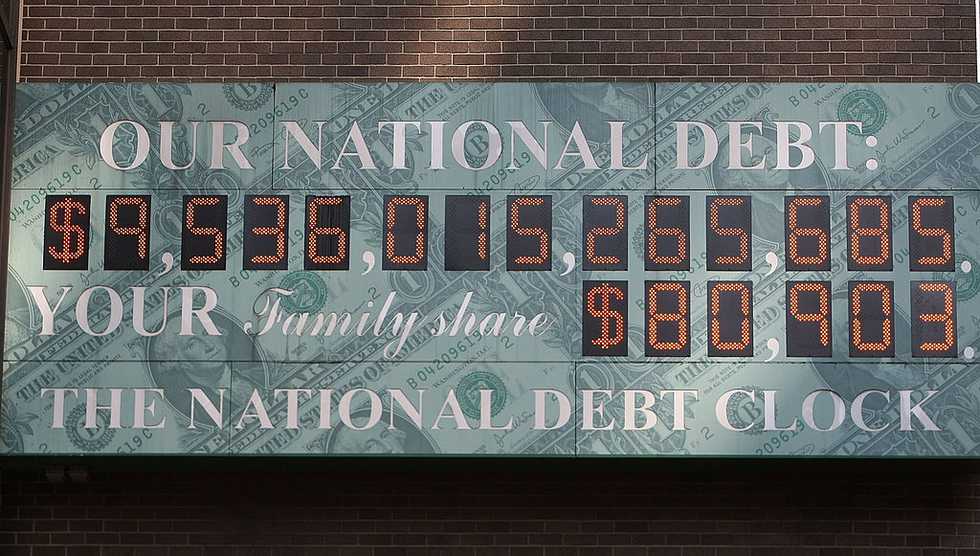 OUR NATIONAL DEBT:
$9,536,015,265,685.
YOUR Family share $80,903.
THE NATIONAL DEBT CLOCK